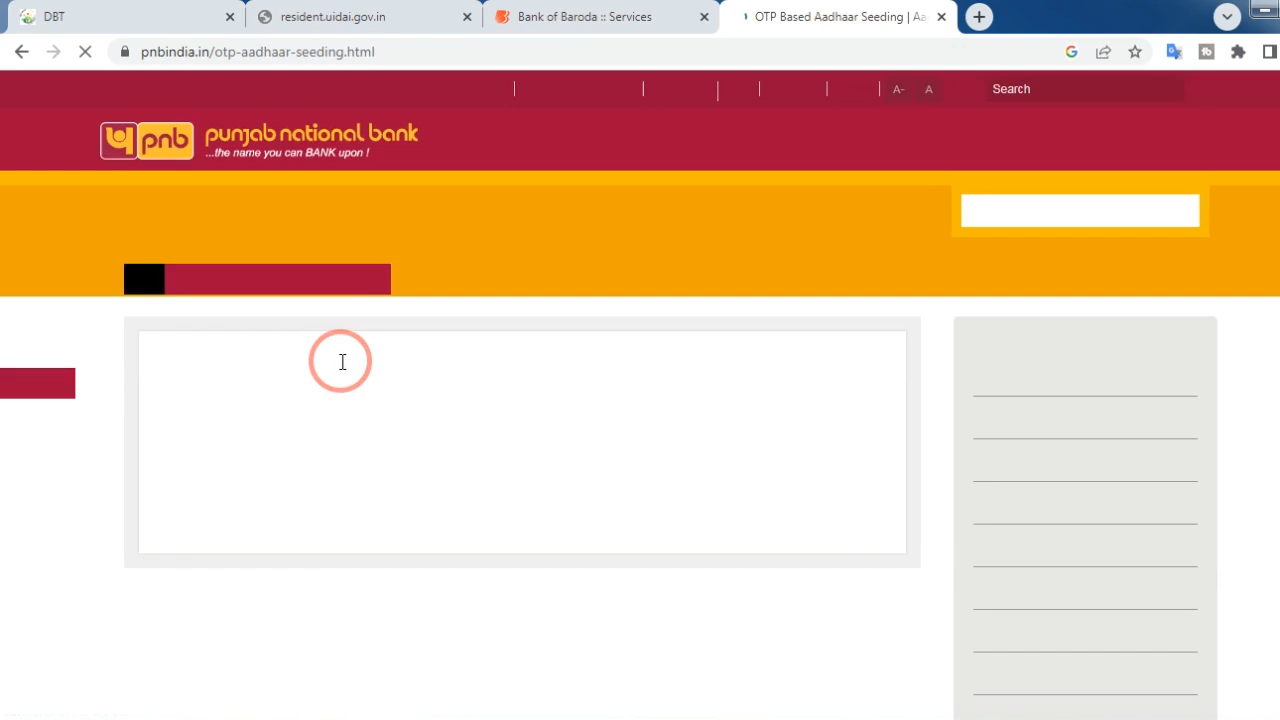 DBT
resident.uidai.gov.in
Bank of Baroda :: Services
OTP Based Aadhaar Seeding | Aa
pnbindia.in/otp-aadhaar-seeding.html
A-
A
Search
प pnb
punjab national bank
...the name you can BANK upon !